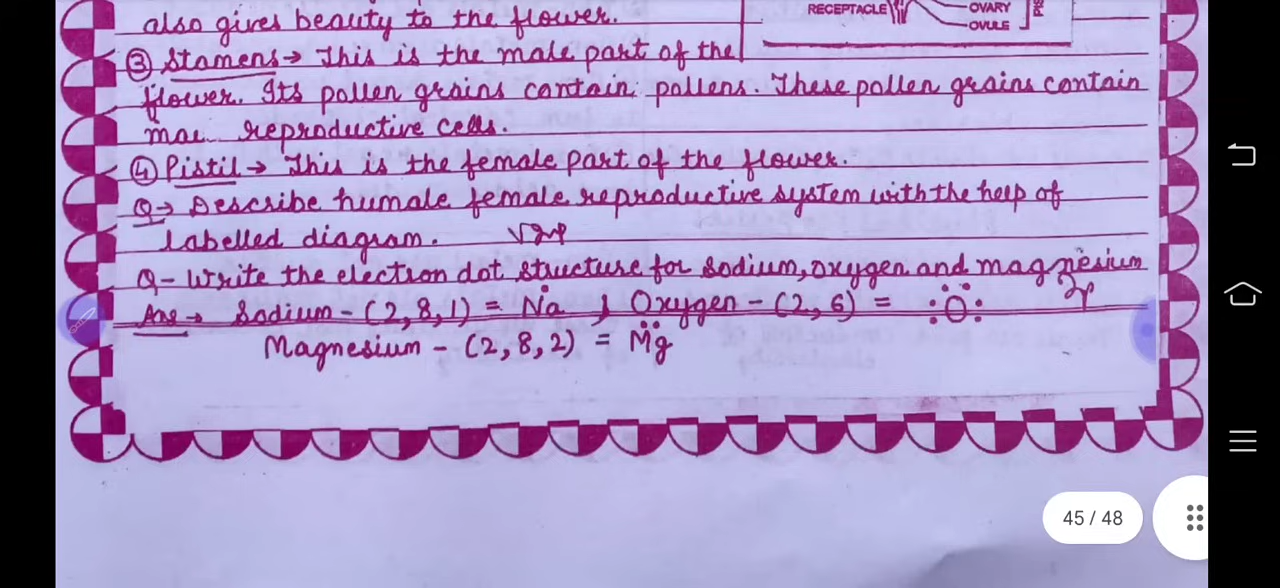 also gives beauty to the flower.
RECEPTACLE
OVARY
OVULE
③ Stamens → This is the male part of the
flower. Its pollen grains contain pollens. These pollen grains contain
mal reproductive cells.
④ Pistil → This is the female part of the flower.
Q → Describe humale female reproductive system with the help of
labelled diagram.
Q - Write the electron dot structure for sodium, oxygen and magnesium
Ans → Sodium - (2,8,1) = Na , Oxygen - (2,6) = :O:
Magnesium - (2,8,2) = Mg
45 / 48